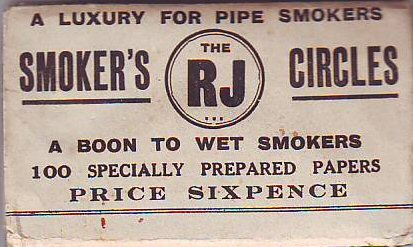 A LUXURY FOR PIPE SMOKERS
SMOKER'S THE RJ ... CIRCLES
A BOON TO WET SMOKERS
100 SPECIALLY PREPARED PAPERS
PRICE SIXPENCE